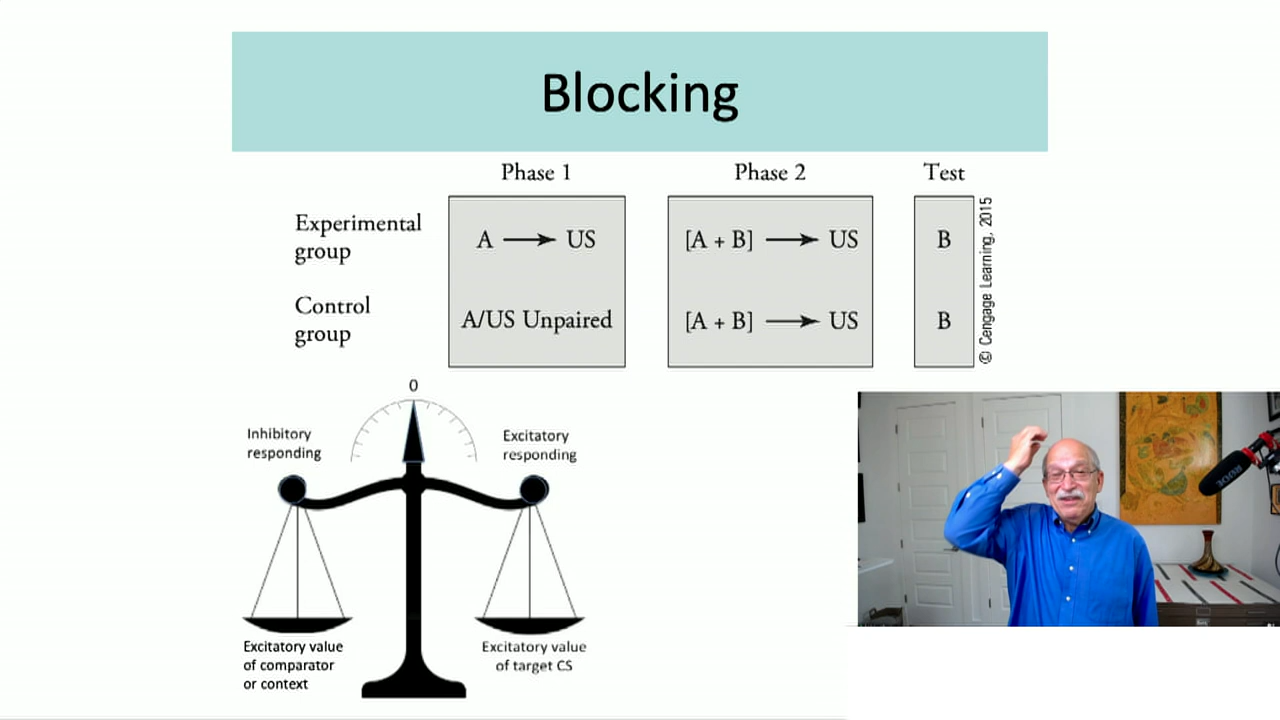 Blocking
Phase 1
Phase 2
Test
Experimental
group
A → US
[A + B] → US
B
Control
group
A/US Unpaired
[A + B] → US
B
© Cengage Learning, 2015
0
Inhibitory
responding
Excitatory
responding
Excitatory value
of comparator
or context
Excitatory value
of target CS
RODE